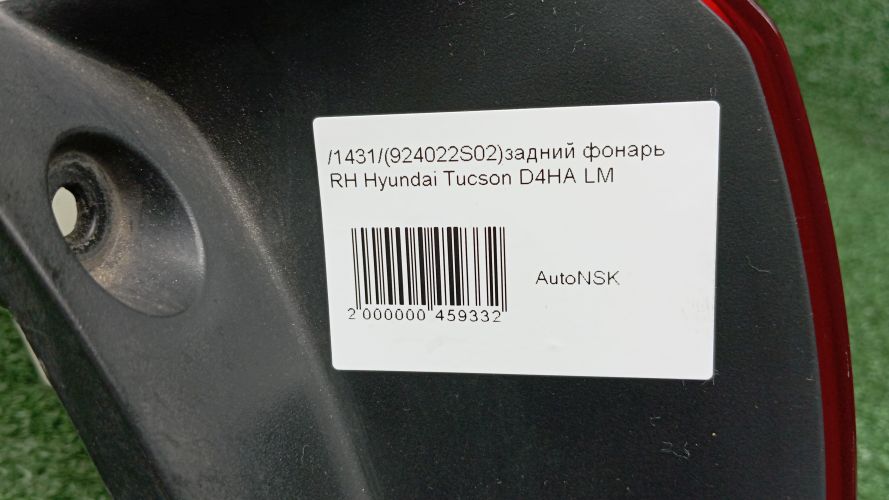 /1431/(924022S02)задний фонарь
RH Hyundai Tucson D4HA LM
AutoNSK
2 000000 459332